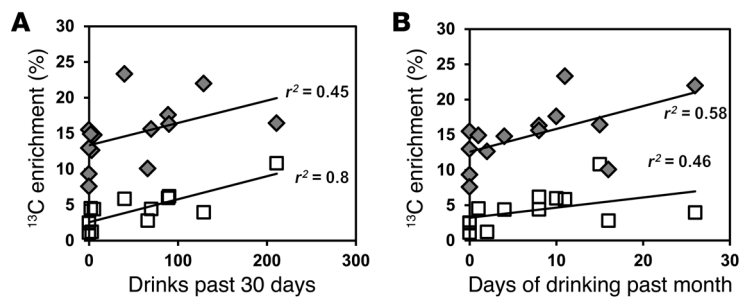 A
30
25
20
15
10
5
0
¹³C enrichment (%)
r² = 0.45
r² = 0.8
0 100 200 300
Drinks past 30 days
B
30
25
20
15
10
5
0
¹³C enrichment (%)
r² = 0.58
r² = 0.46
0 10 20 30
Days of drinking past month